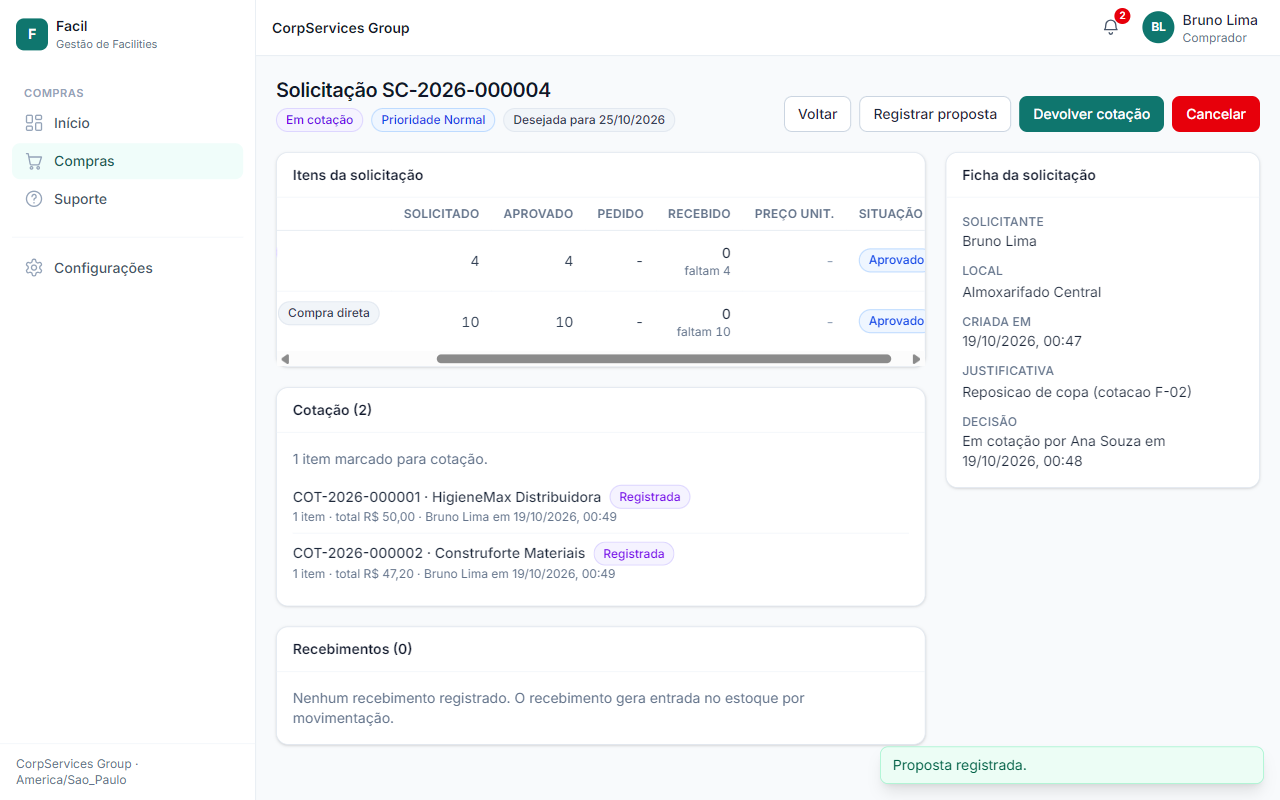 F
Facil
Gestão de Facilities
COMPRAS
Início
Compras
Suporte
Configurações
CorpServices Group ·
America/Sao_Paulo
CorpServices Group
2
BL
Bruno Lima
Comprador
Solicitação SC-2026-000004
Em cotação
Prioridade Normal
Desejada para 25/10/2026
Voltar
Registrar proposta
Devolver cotação
Cancelar
Itens da solicitação
SOLICITADO APROVADO PEDIDO RECEBIDO PREÇO UNIT. SITUAÇÃO
4 4 - 0 - Aprovado
faltam 4
Compra direta 10 10 - 0 - Aprovado
faltam 10
Cotação (2)
1 item marcado para cotação.
COT-2026-000001 · HigieneMax Distribuidora Registrada
1 item · total R$ 50,00 · Bruno Lima em 19/10/2026, 00:49
COT-2026-000002 · Construforte Materiais Registrada
1 item · total R$ 47,20 · Bruno Lima em 19/10/2026, 00:49
Recebimentos (0)
Nenhum recebimento registrado. O recebimento gera entrada no estoque por
movimentação.
Ficha da solicitação
SOLICITANTE
Bruno Lima
LOCAL
Almoxarifado Central
CRIADA EM
19/10/2026, 00:47
JUSTIFICATIVA
Reposicao de copa (cotacao F-02)
DECISÃO
Em cotação por Ana Souza em
19/10/2026, 00:48
Proposta registrada.